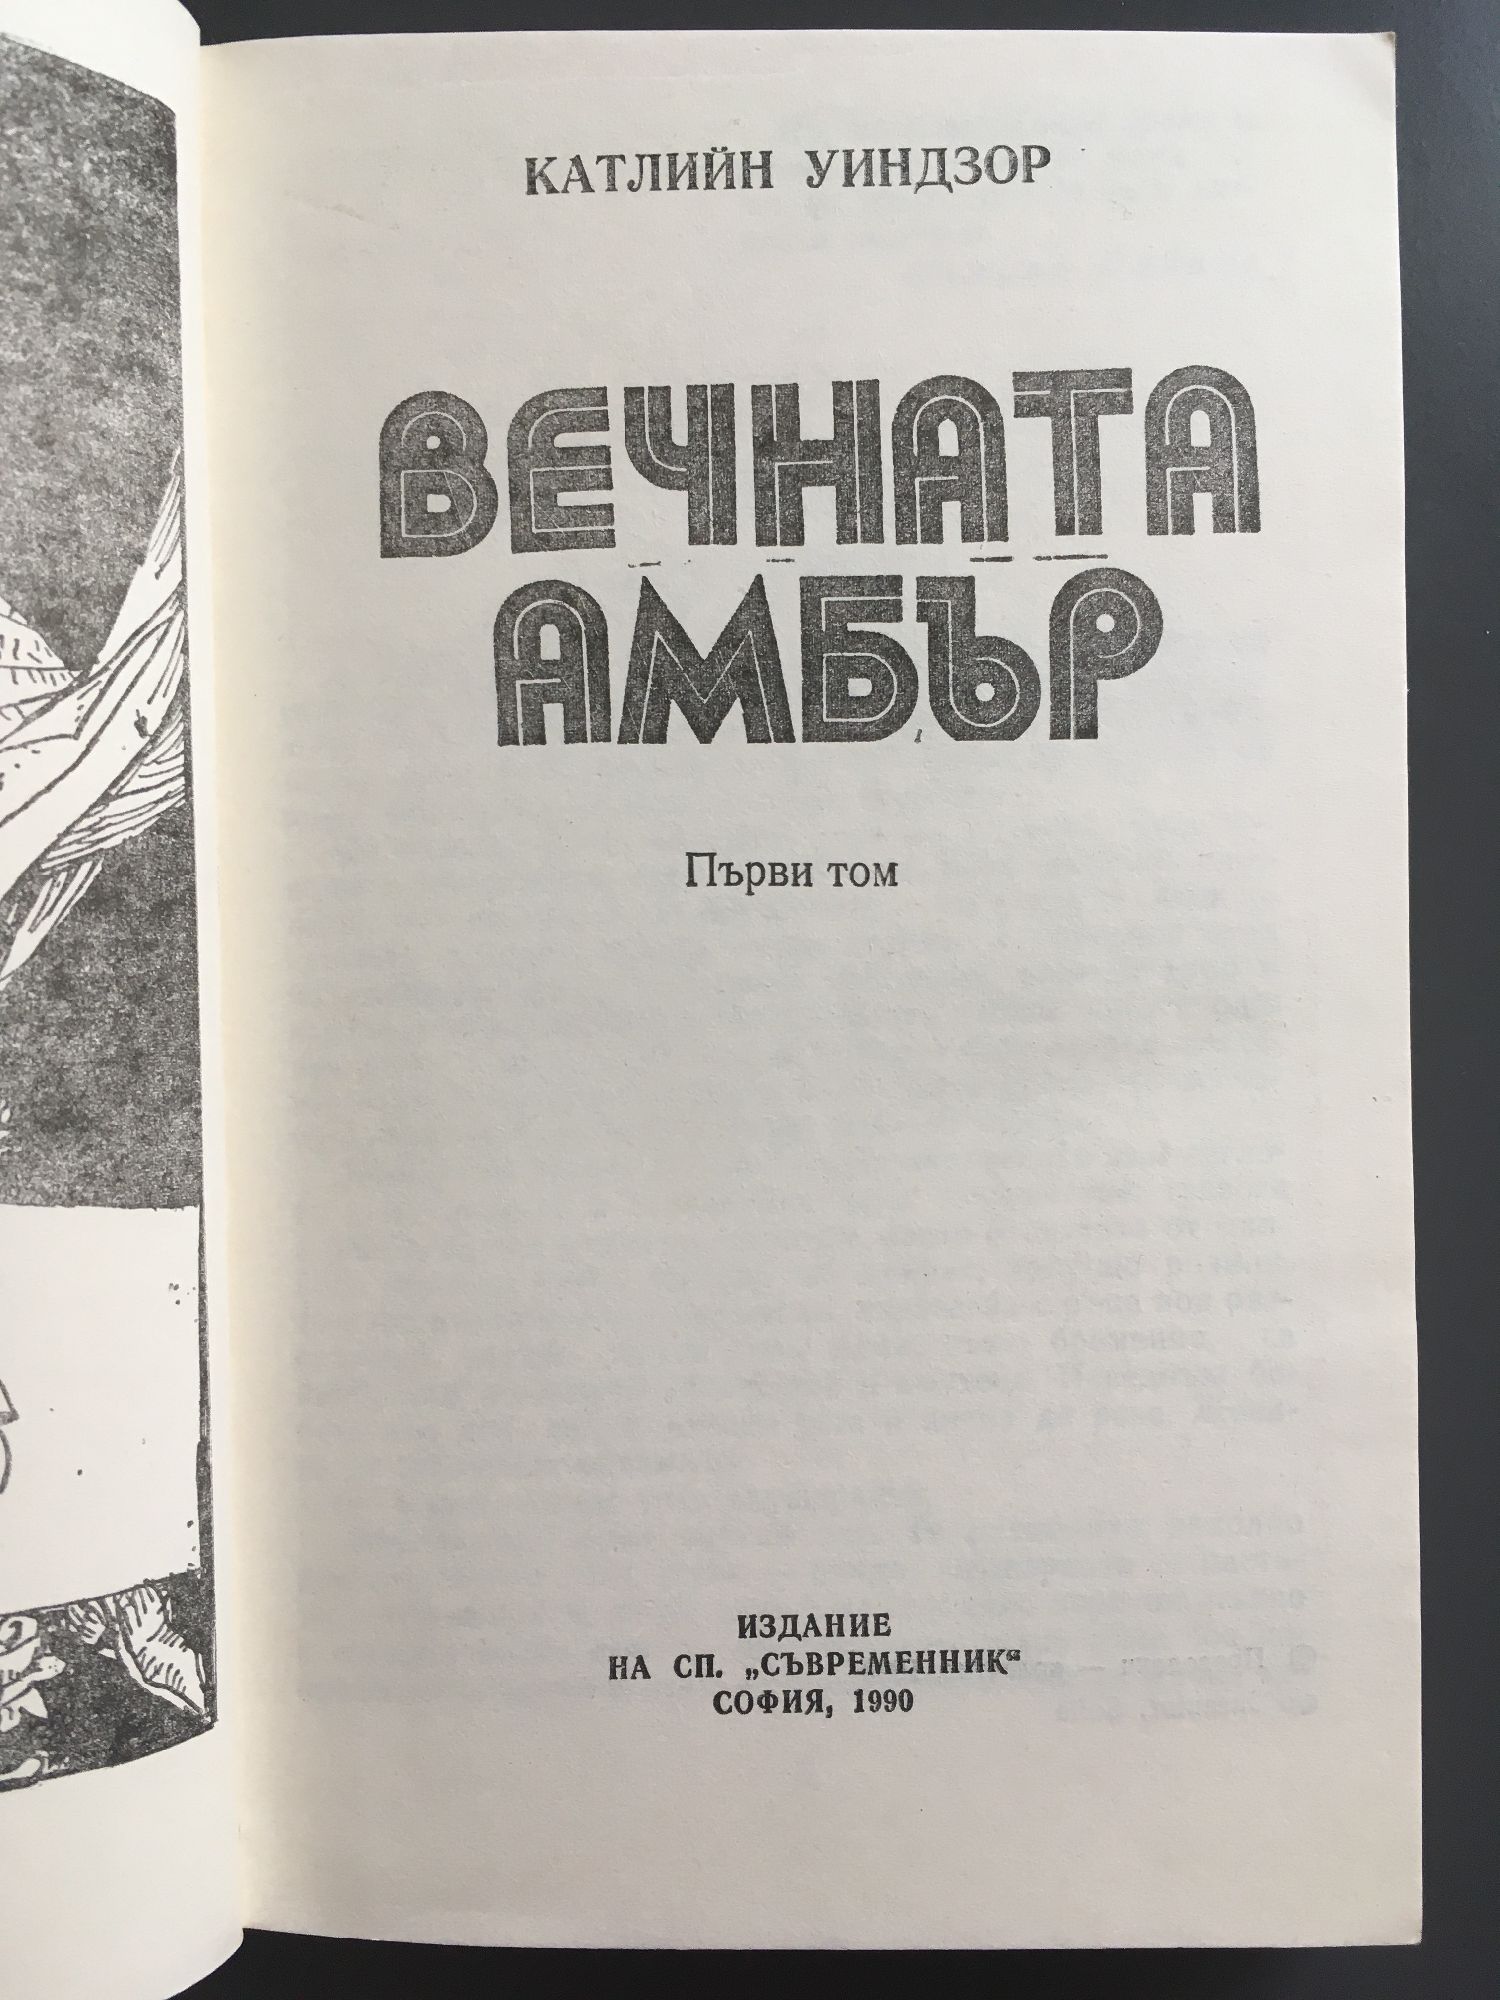 КАТЛИЙН УИНДЗОР
ВЕЧНАТА
АМБЪР
Първи том
ИЗДАНИЕ
НА СП. „СЪВРЕМЕННИК“
СОФИЯ, 1990